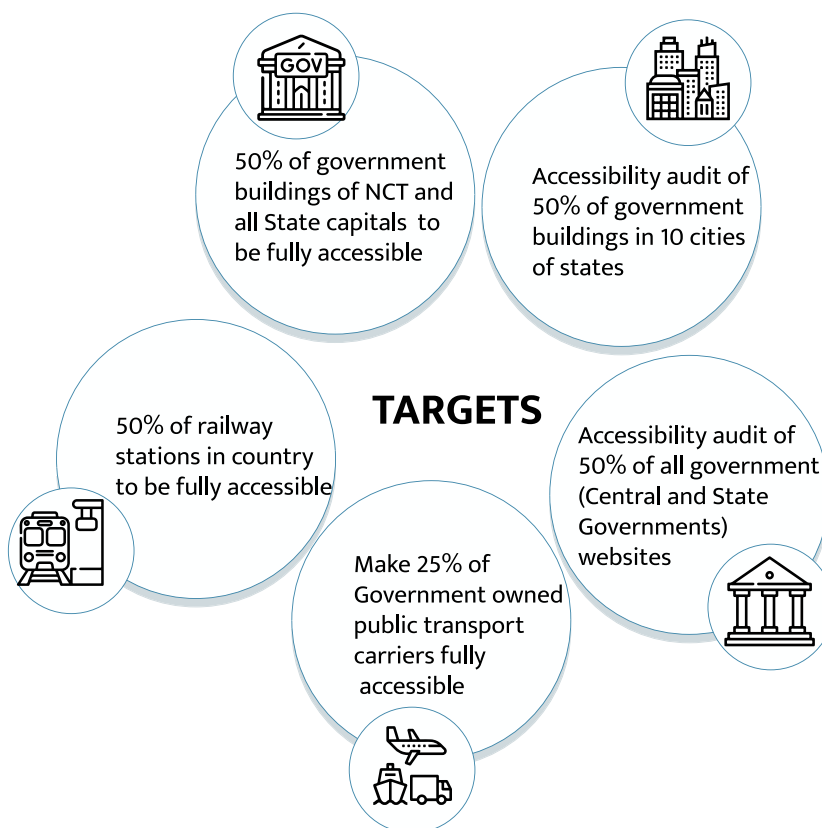 GOV
50% of government
buildings of NCT and
all State capitals to
be fully accessible
Accessibility audit of
50% of government
buildings in 10 cities
of states
TARGETS
50% of railway
stations in country
to be fully accessible
Accessibility audit of
50% of all government
(Central and State
Governments)
websites
Make 25% of
Government owned
public transport
carriers fully
accessible